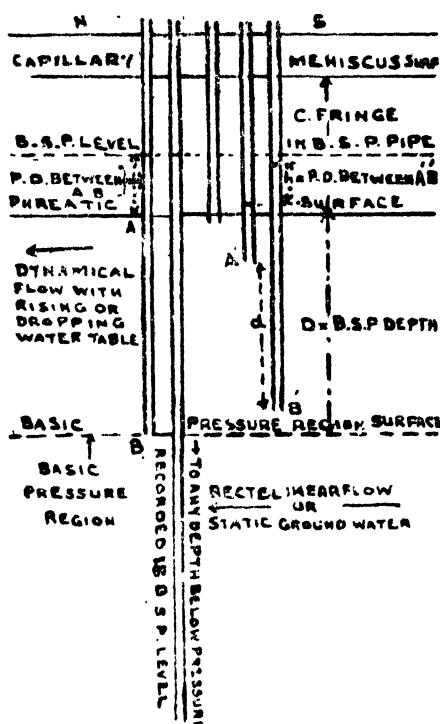 N S
CAPILLARY MENISCUS SURF
C. FRINGE
B.S.P. LEVEL IN B.S.P. PIPE
P.D. BETWEEN h h = P.D. BETWEEN A' B'
A B
PHREATIC SURFACE
A
A'
DYNAMICAL
FLOW WITH
RISING OR
DROPPING
WATER TABLE
d
D = B.S.P DEPTH
B'
BASIC PRESSURE REGION SURFACE
B
BASIC
PRESSURE
REGION
RECTELINEAR FLOW
OR
STATIC GROUND WATER
RECORDED B. S. P. LEVEL
TO ANY DEPTH BELOW PRESSURE